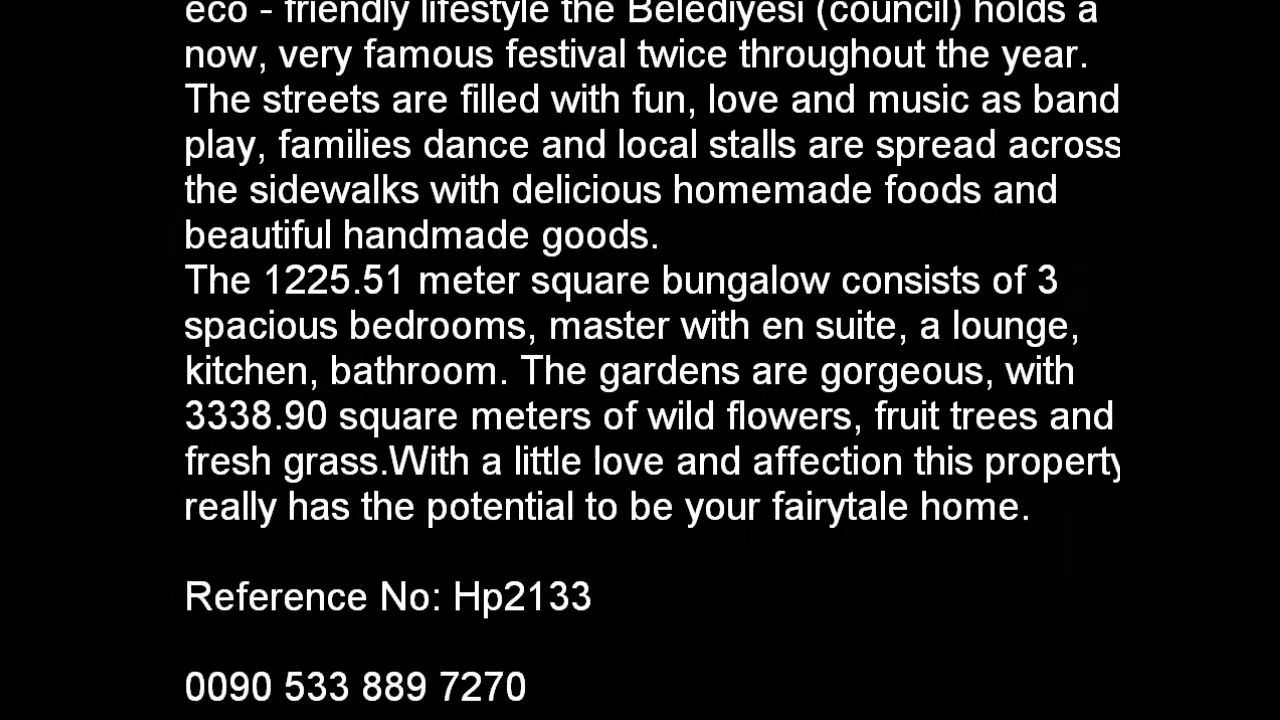 eco - friendly lifestyle the Belediyesi (council) holds a
now, very famous festival twice throughout the year.
The streets are filled with fun, love and music as band
play, families dance and local stalls are spread across
the sidewalks with delicious homemade foods and
beautiful handmade goods.
The 1225.51 meter square bungalow consists of 3
spacious bedrooms, master with en suite, a lounge,
kitchen, bathroom. The gardens are gorgeous, with
3338.90 square meters of wild flowers, fruit trees and
fresh grass.With a little love and affection this property
really has the potential to be your fairytale home.
Reference No: Hp2133
0090 533 889 7270